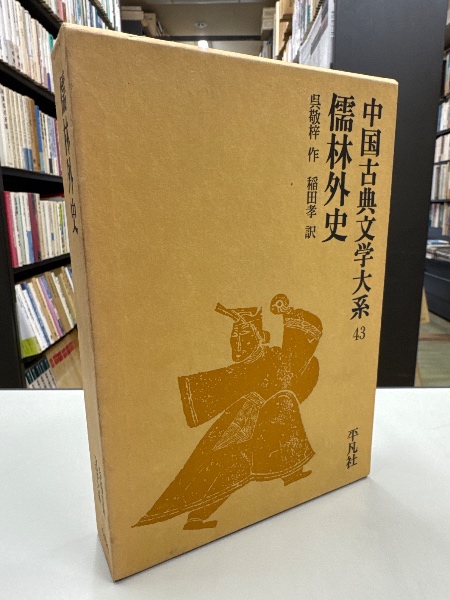 中国古典文学大系 43
儒林外史
呉敬梓 作 稲田孝 訳
平凡社
儒林外史